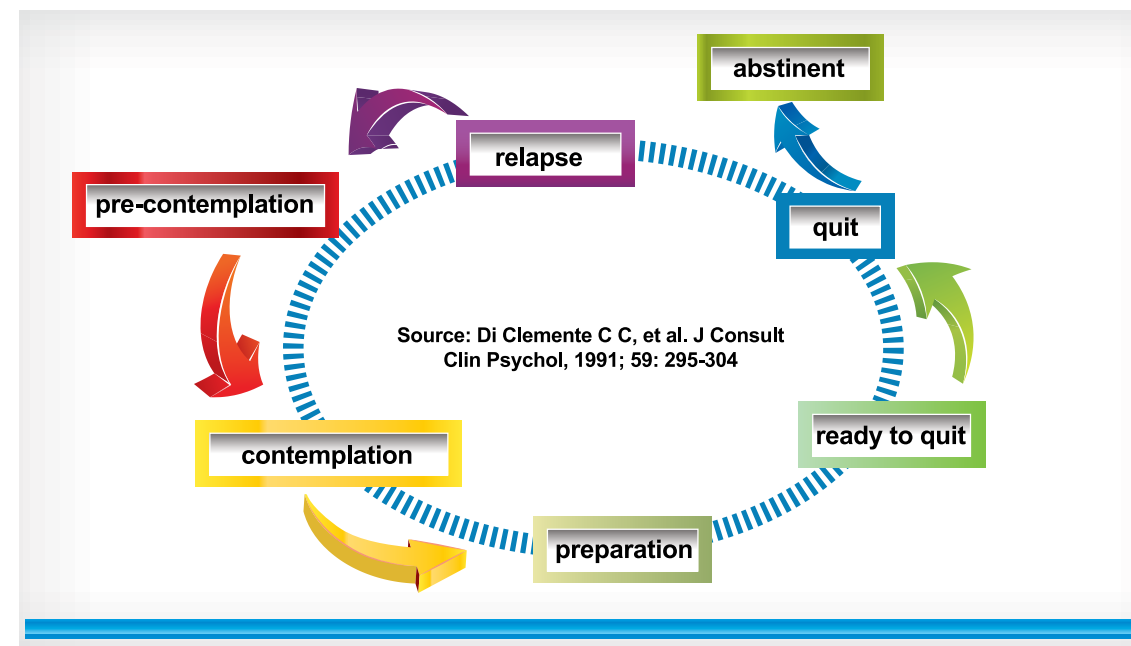 abstinent
relapse
pre-contemplation
quit
Source: Di Clemente C C, et al. J Consult
Clin Psychol, 1991; 59: 295-304
ready to quit
contemplation
preparation